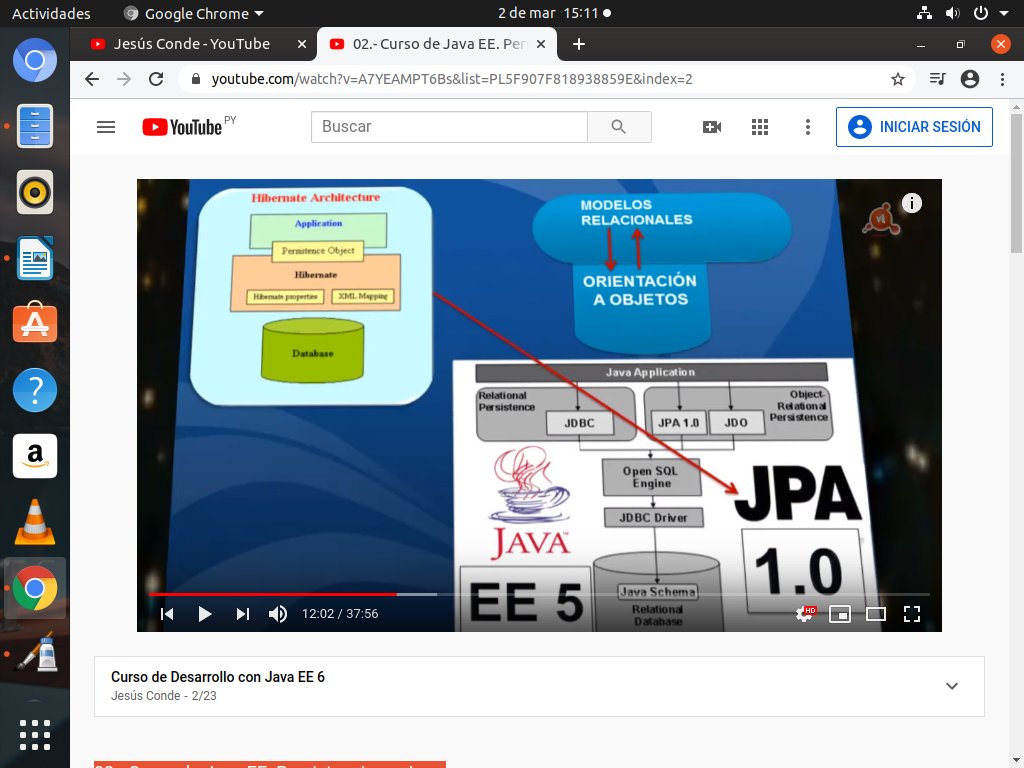 Actividades
Google Chrome
2 de mar 15:11
Jesús Conde - YouTube
02.- Curso de Java EE. Per
youtube.com/watch?v=A7YEAMPT6Bs&list=PL5F907F818938859E&index=2
YouTube PY
Buscar
INICIAR SESIÓN
Hibernate Architecture
Application
Persistence Object
Hibernate
Hibernate properties
XML Mapping
Database
MODELOS
RELACIONALES
ORIENTACIÓN
A OBJETOS
vt
Java Application
Relational
Persistence
JDBC
JPA 1.0
JDO
Object-
Relational
Persistence
Open SQL
Engine
JDBC Driver
Java Schema
Relational
Database
JAVA
EE 5
JPA
1.0
12:02 / 37:56
HD
Curso de Desarrollo con Java EE 6
Jesús Conde - 2/23